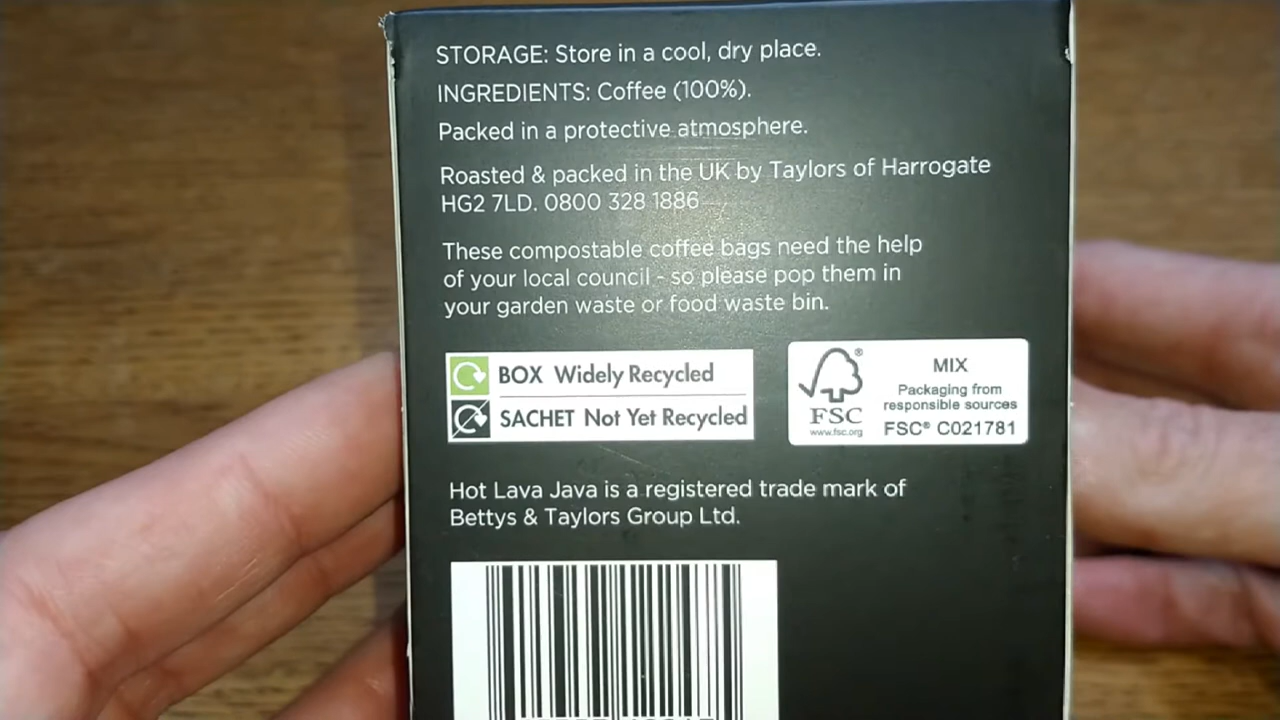 STORAGE: Store in a cool, dry place.
INGREDIENTS: Coffee (100%).
Packed in a protective atmosphere.
Roasted & packed in the UK by Taylors of Harrogate
HG2 7LD. 0800 328 1886
These compostable coffee bags need the help
of your local council - so please pop them in
your garden waste or food waste bin.
BOX Widely Recycled
SACHET Not Yet Recycled
®
FSC
www.fsc.org
MIX
Packaging from
responsible sources
FSC® C021781
Hot Lava Java is a registered trade mark of
Bettys & Taylors Group Ltd.